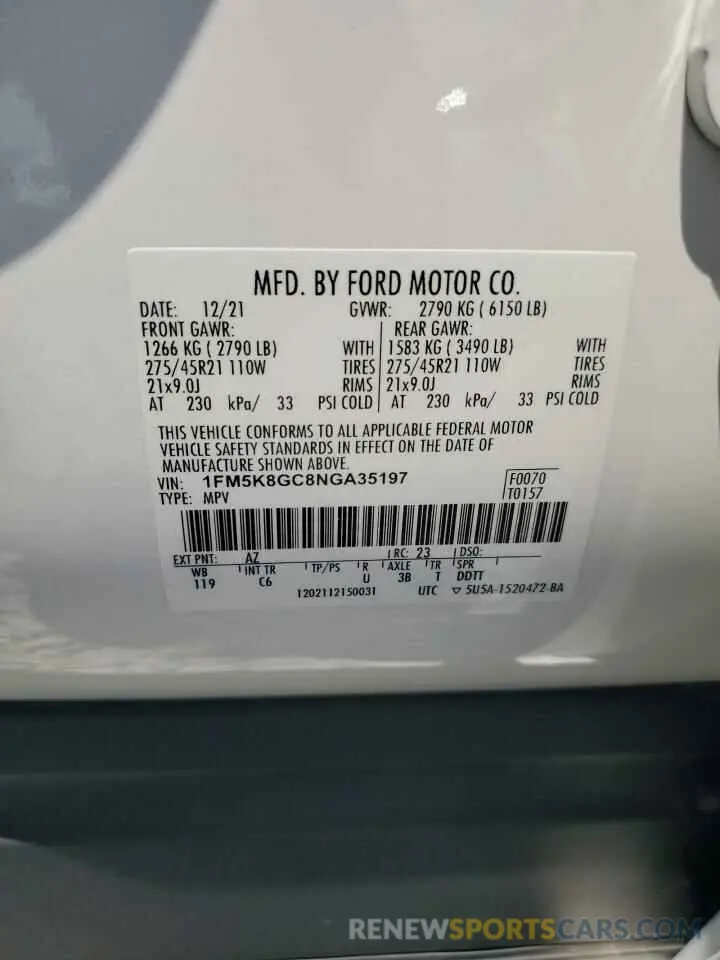 MFD. BY FORD MOTOR CO.
DATE: 12/21 GVWR: 2790 KG ( 6150 LB)
FRONT GAWR: REAR GAWR:
1266 KG ( 2790 LB) WITH 1583 KG ( 3490 LB) WITH
275/45R21 110W TIRES 275/45R21 110W TIRES
21x9.0J RIMS 21x9.0J RIMS
AT 230 kPa/ 33 PSI COLD AT 230 kPa/ 33 PSI COLD
THIS VEHICLE CONFORMS TO ALL APPLICABLE FEDERAL MOTOR
VEHICLE SAFETY STANDARDS IN EFFECT ON THE DATE OF
MANUFACTURE SHOWN ABOVE.
VIN: 1FM5K8GC8NGA35197 F0070
TYPE: MPV T0157
EXT PNT: AZ RC: 23 DSO:
WB INT TR TP/PS R AXLE TR SPR
119 C6 U 3B T DDTT
1202112150031 UTC ▽ 5U5A-1520472-BA
RENEWSPORTSCARS.COM